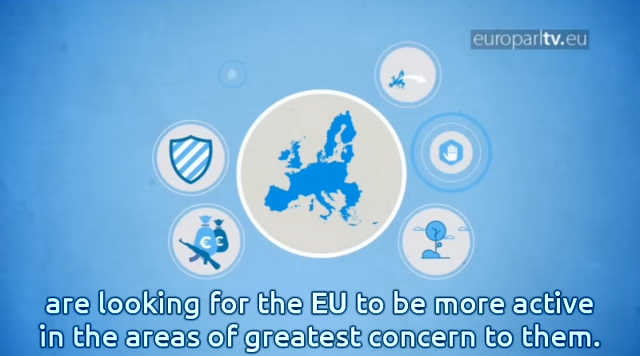 europarltv.eu
€ €
are looking for the EU to be more active
in the areas of greatest concern to them.